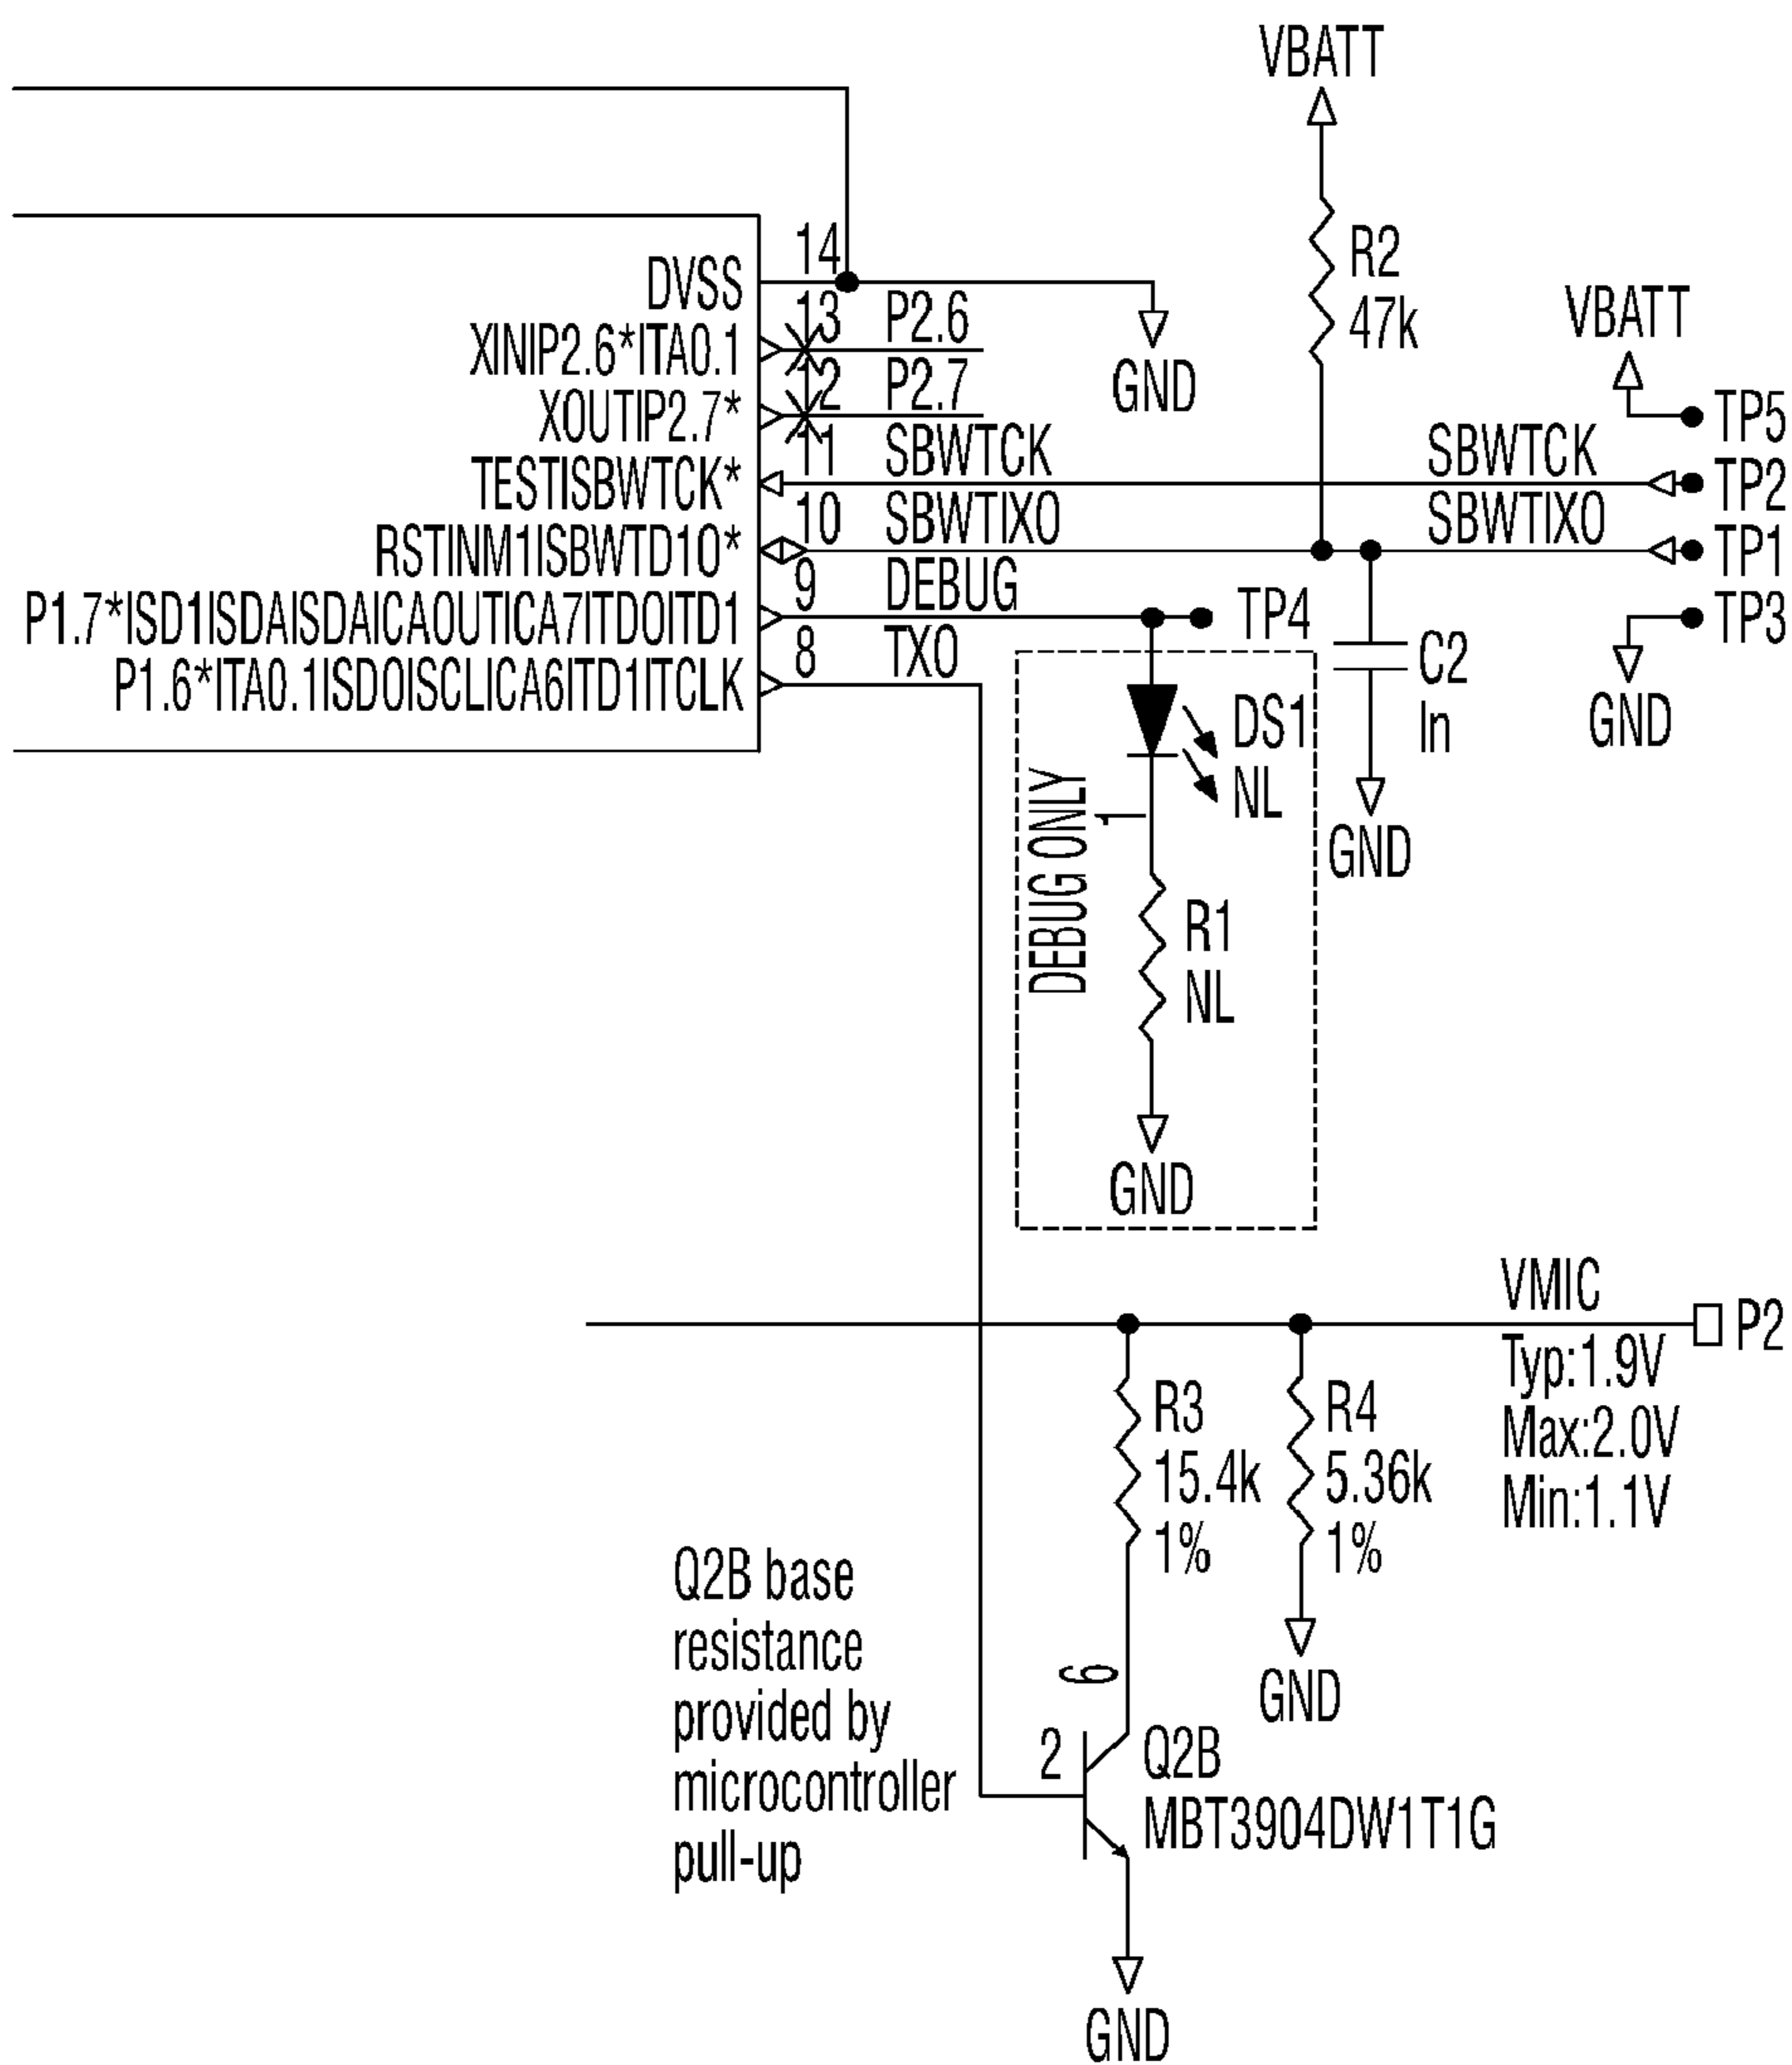 VBATT
14
DVSS
R2
47k
13
P2.6
XINIP2.6*ITA0.1
VBATT
GND
12
P2.7
XOUTIP2.7*
TP5
11
SBWTCK
SBWTCK
TESTISBWTCK*
TP2
10
SBWTIXO
SBWTIXO
RSTINM1ISBWTD10*
TP1
9
DEBUG
P1.7*ISD1ISDAISDAICAOUTICA7ITDOITD1
TP4
TP3
8
TXO
P1.6*ITA0.1ISDOISCLICA6ITD1ITCLK
C2
In
GND
DS1
NL
GND
DEBUG ONLY
1
R1
NL
GND
VMIC
P2
Typ:1.9V
Max:2.0V
Min:1.1V
R3
15.4k
1%
R4
5.36k
1%
GND
Q2B base
resistance
provided by
microcontroller
pull-up
6
2
Q2B
MBT3904DW1T1G
GND